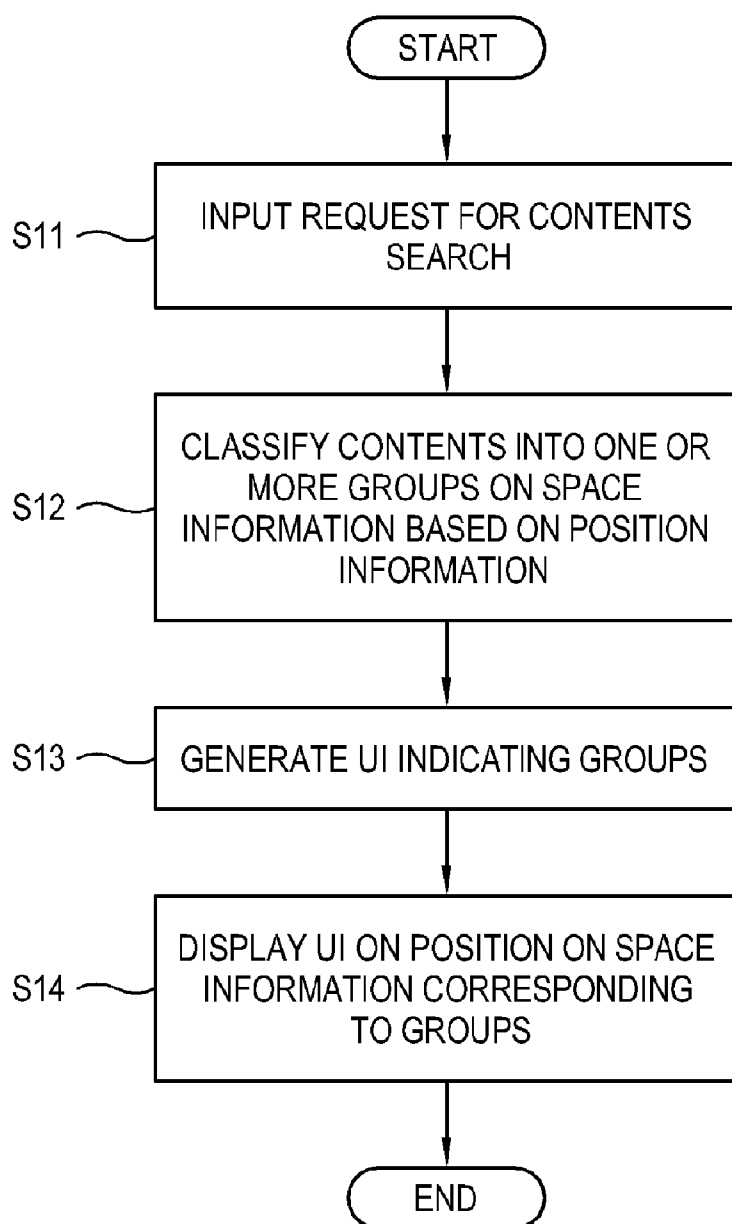 START
S11
INPUT REQUEST FOR CONTENTS
SEARCH
S12
CLASSIFY CONTENTS INTO ONE OR
MORE GROUPS ON SPACE
INFORMATION BASED ON POSITION
INFORMATION
S13
GENERATE UI INDICATING GROUPS
S14
DISPLAY UI ON POSITION ON SPACE
INFORMATION CORRESPONDING
TO GROUPS
END